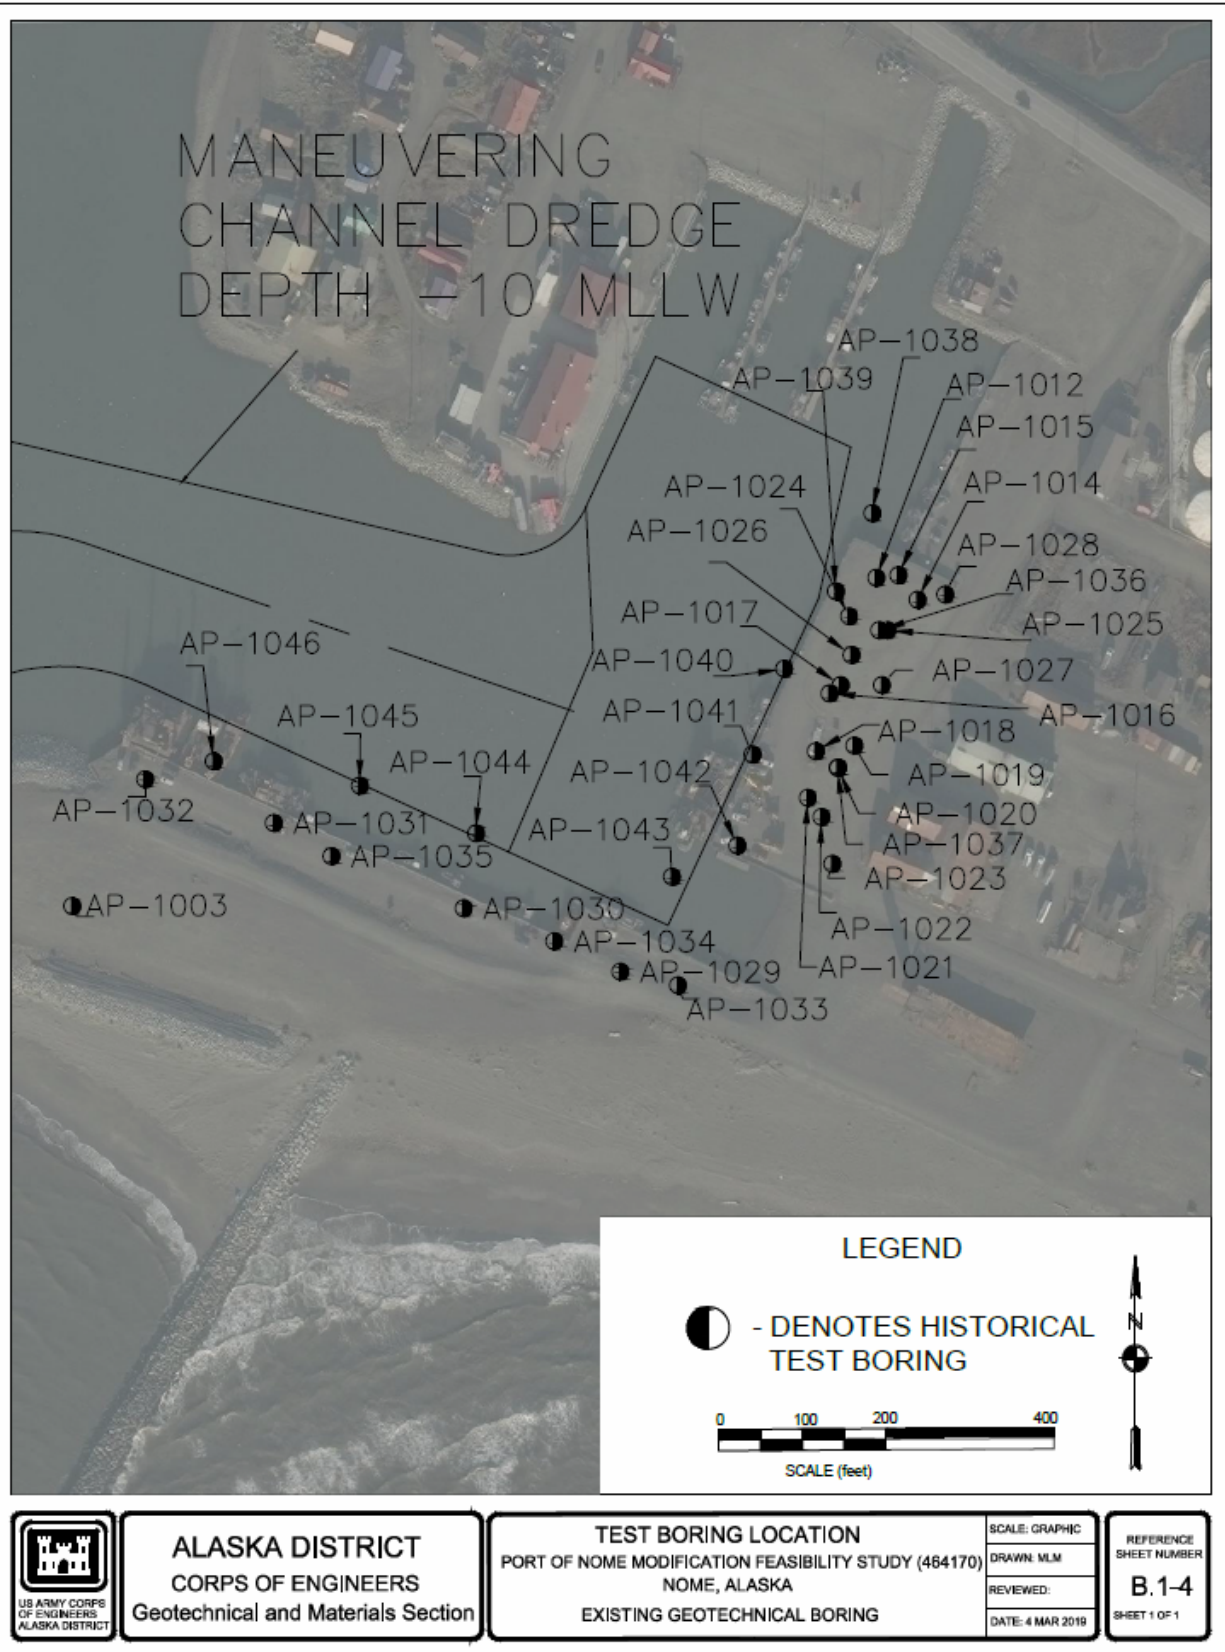 MANEUVERING
CHANNEL DREDGE
DEPTH -10 MLLW
AP-1038
AP-1039
AP-1012
AP-1015
AP-1024
AP-1014
AP-1026
AP-1028
AP-1036
AP-1017
AP-1025
AP-1046
AP-1040
AP-1027
AP-1045
AP-1041
AP-1016
AP-1018
AP-1044
AP-1042
AP-1019
AP-1032
AP-1031
AP-1043
AP-1020
AP-1035
AP-1037
AP-1023
AP-1003
AP-1030
AP-1022
AP-1034
AP-1021
AP-1029
AP-1033
LEGEND
- DENOTES HISTORICAL
TEST BORING
N
0 100 200 400
SCALE (feet)
US ARMY CORPS
OF ENGINEERS
ALASKA DISTRICT
ALASKA DISTRICT
CORPS OF ENGINEERS
Geotechnical and Materials Section
TEST BORING LOCATION
PORT OF NOME MODIFICATION FEASIBILITY STUDY (464170)
NOME, ALASKA
EXISTING GEOTECHNICAL BORING
SCALE: GRAPHIC
DRAWN: MLM
REVIEWED:
DATE: 4 MAR 2019
REFERENCE
SHEET NUMBER
B.1-4
SHEET 1 OF 1